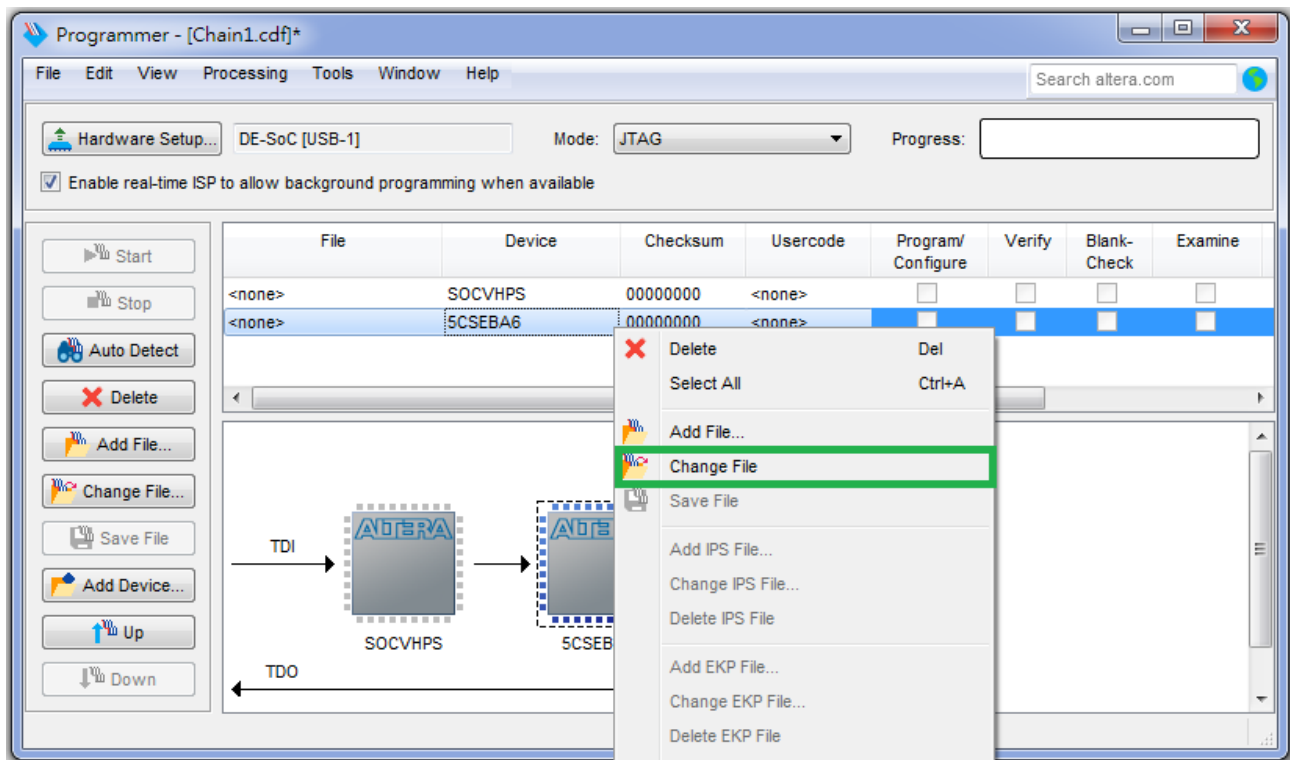 Programmer - [Chain1.cdf]*
File Edit View Processing Tools Window Help
Search altera.com
Hardware Setup... DE-SoC [USB-1] Mode: JTAG Progress:
Enable real-time ISP to allow background programming when available
Start
Stop
Auto Detect
Delete
Add File...
Change File...
Save File
Add Device...
Up
Down
File Device Checksum Usercode Program/Configure Verify Blank-Check Examine
<none> SOCVHPS 00000000 <none>
<none> 5CSEBA6 00000000 <none>
TDI
ALTERA
ALTE
SOCVHPS
5CSEB
TDO
Delete Del
Select All Ctrl+A
Add File...
Change File
Save File
Add IPS File...
Change IPS File...
Delete IPS File
Add EKP File...
Change EKP File...
Delete EKP File